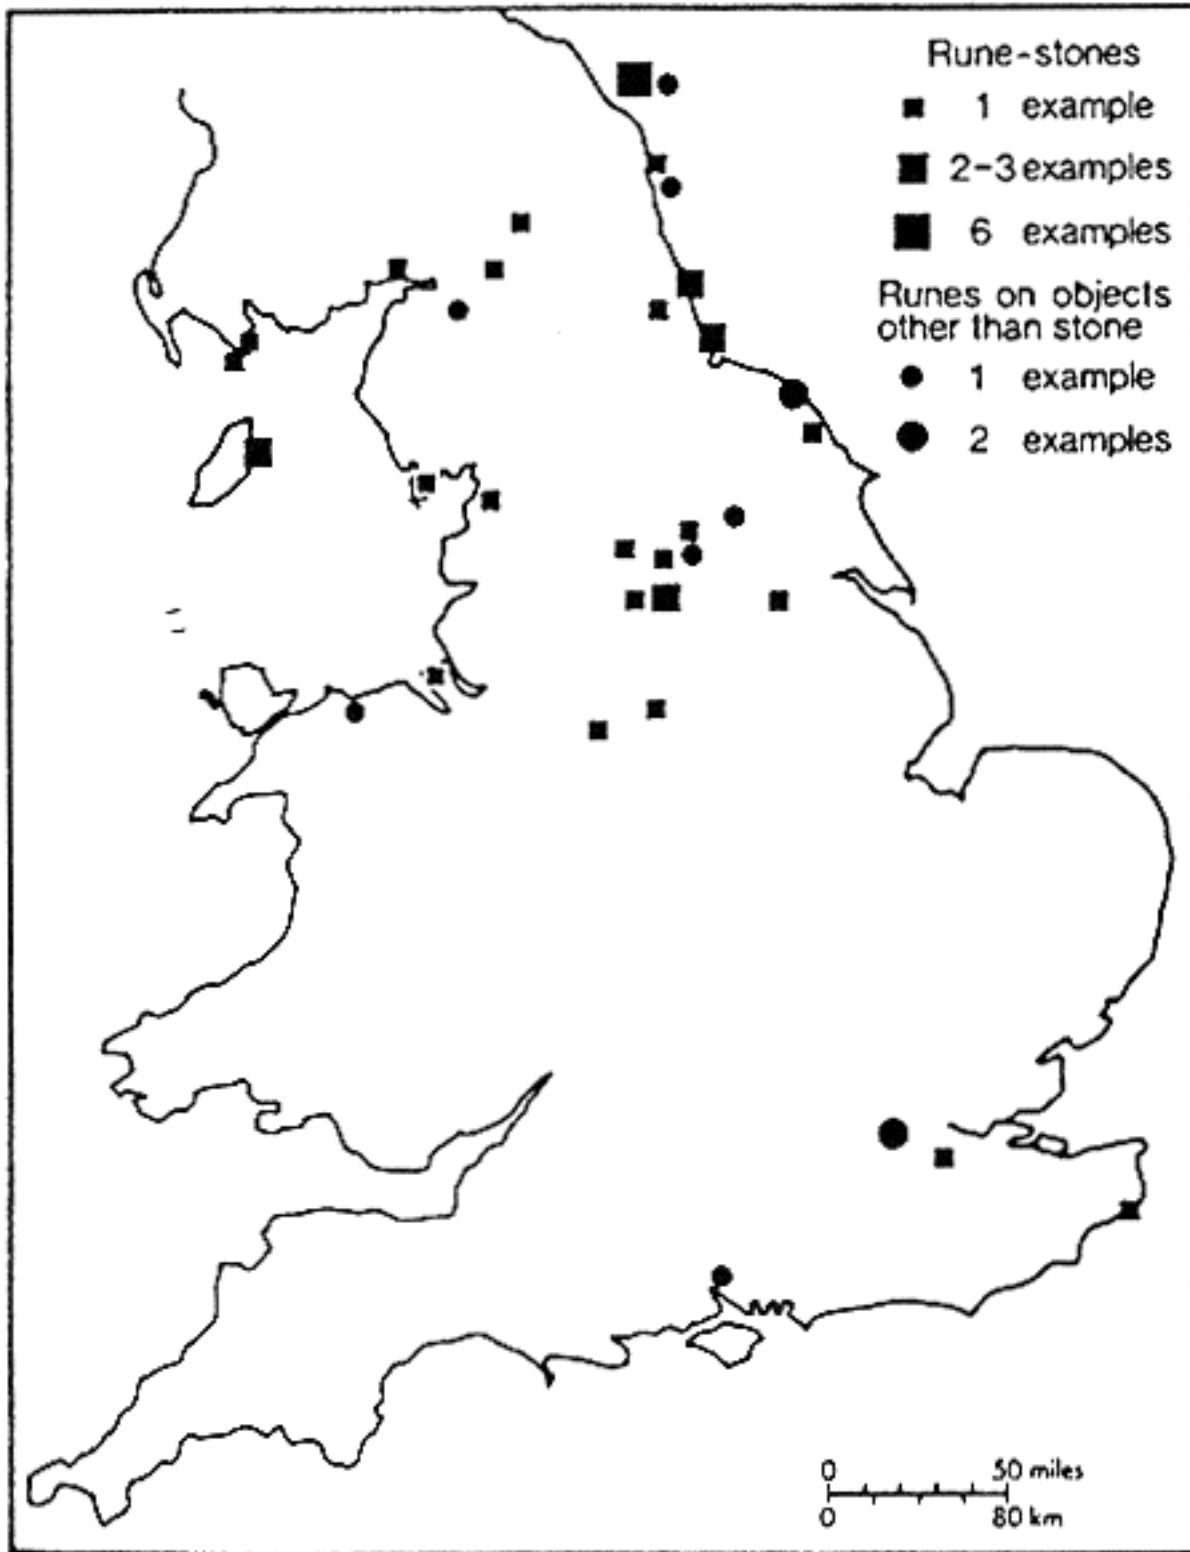 Rune-stones
1 example
2-3 examples
6 examples
Runes on objects
other than stone
1 example
2 examples
0 50 miles
0 80 km